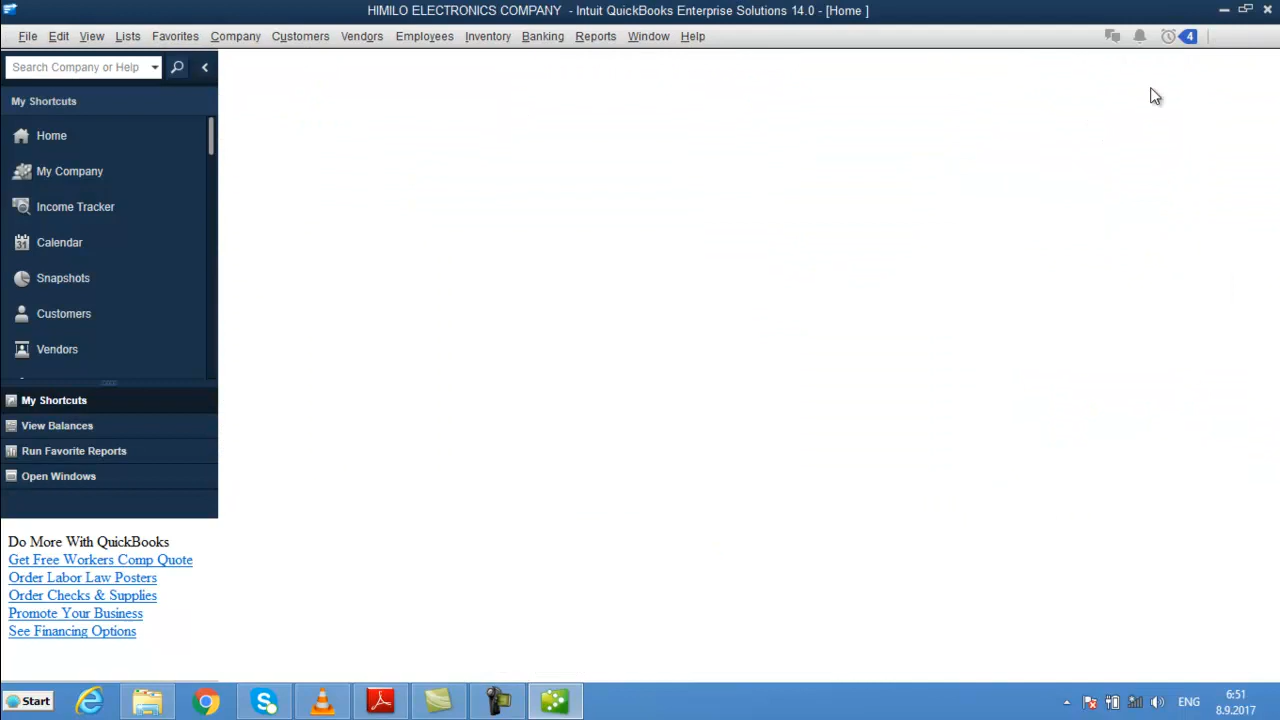 HIMILO ELECTRONICS COMPANY - Intuit QuickBooks Enterprise Solutions 14.0 - [Home ]
File Edit View Lists Favorites Company Customers Vendors Employees Inventory Banking Reports Window Help
4
Search Company or Help
My Shortcuts
Home
My Company
Income Tracker
31 Calendar
Snapshots
Customers
Vendors
My Shortcuts
View Balances
Run Favorite Reports
Open Windows
Do More With QuickBooks
Get Free Workers Comp Quote
Order Labor Law Posters
Order Checks & Supplies
Promote Your Business
See Financing Options
Start
ENG
6:51
8.9.2017